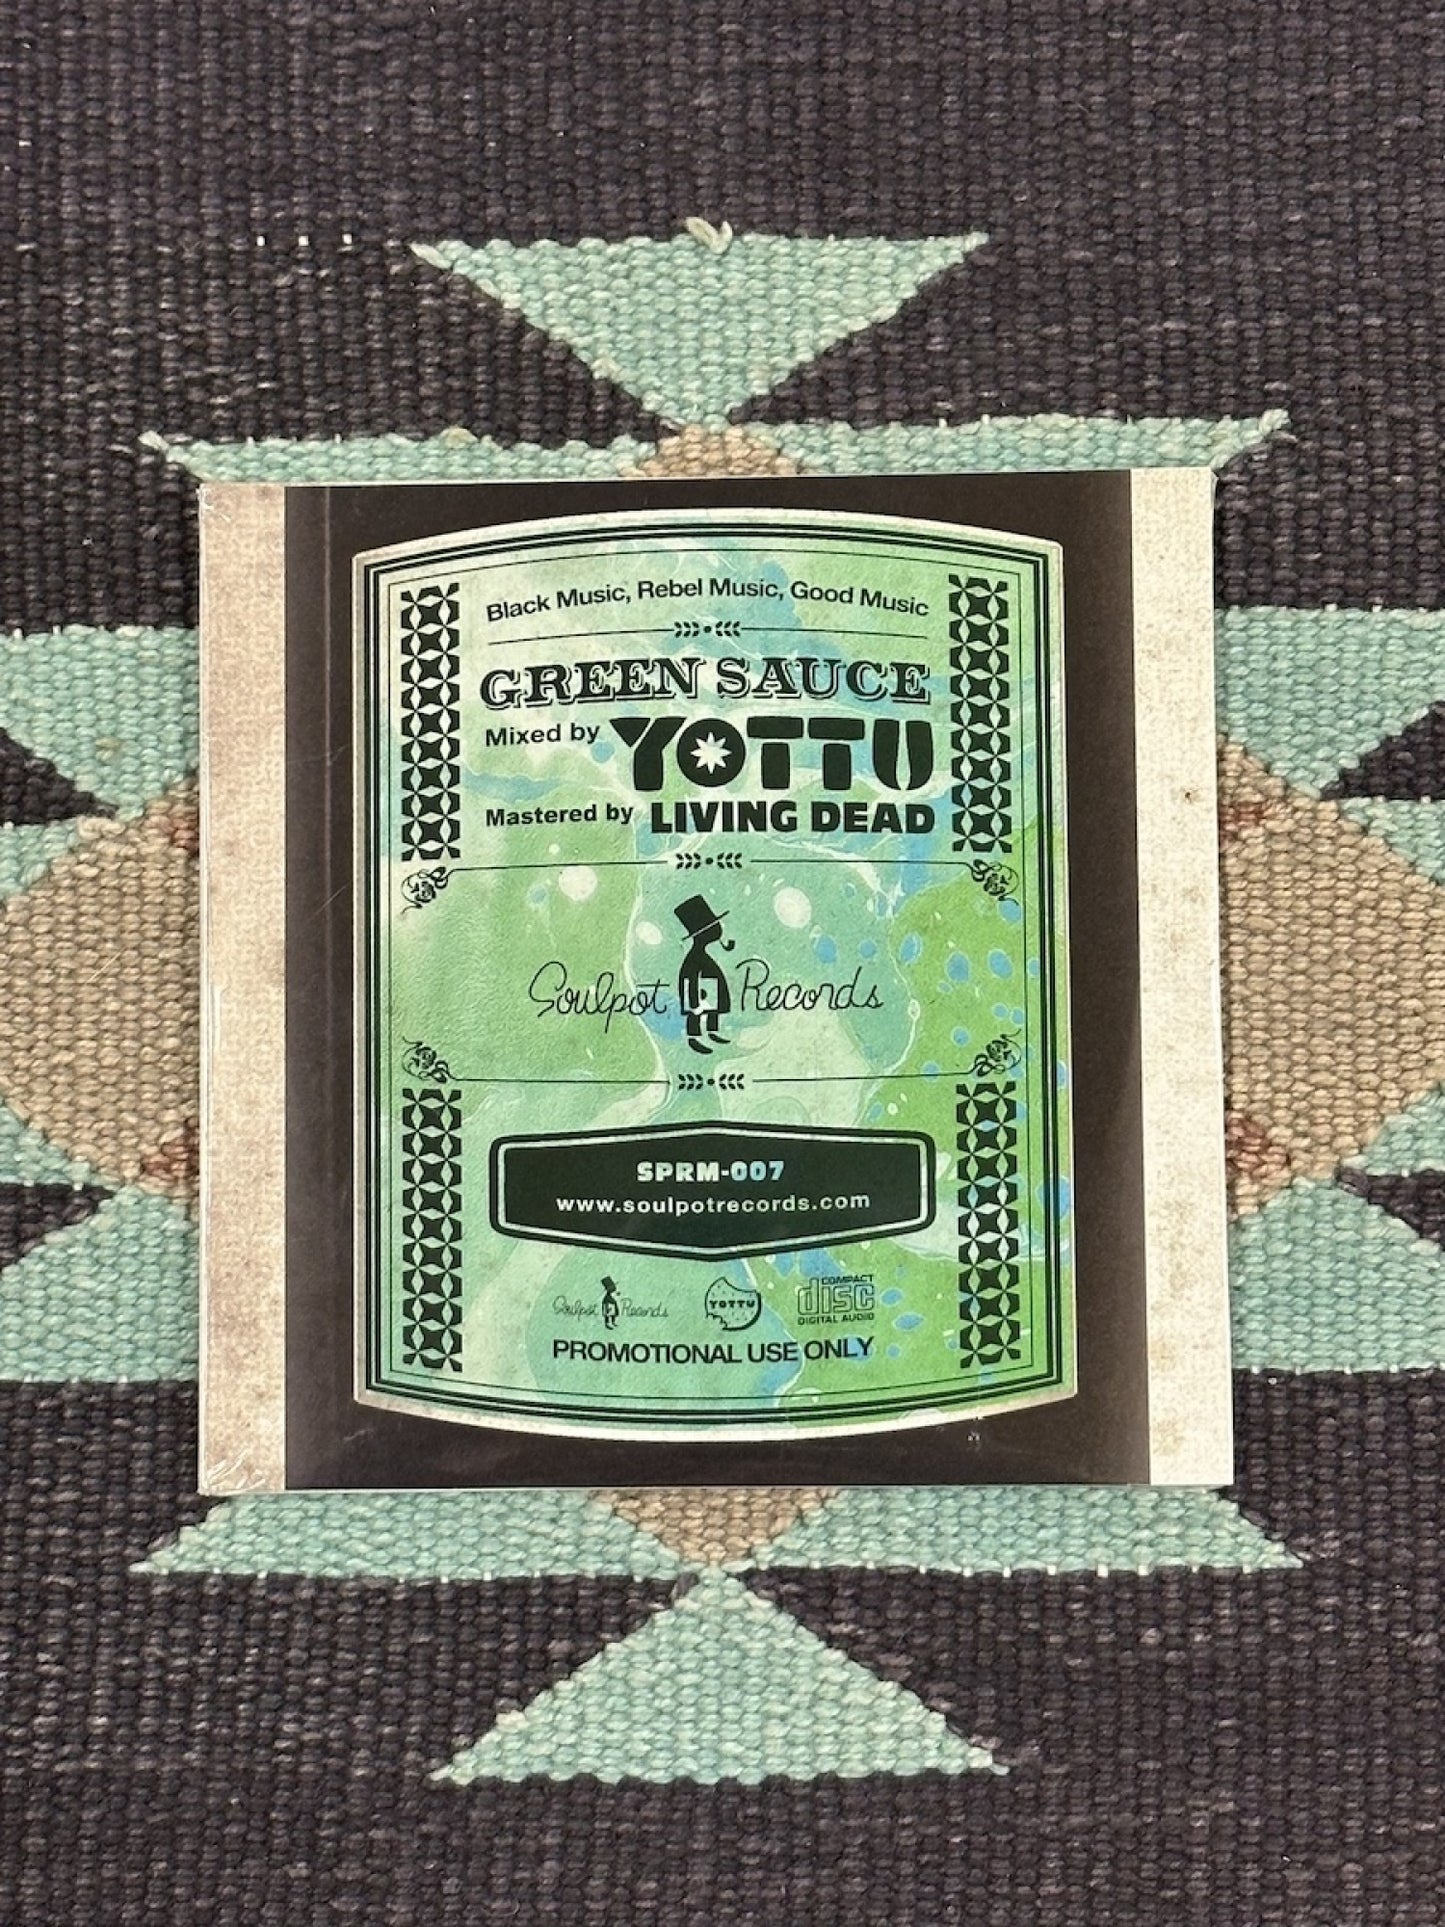 Black Music, Rebel Music, Good Music
GREEN SAUCE
Mixed by YOTTU
Mastered by LIVING DEAD
Soulpot Records
SPRM-007
www.soulpotrecords.com
Soulpot Records YOTTU COMPACT disc DIGITAL AUDIO
PROMOTIONAL USE ONLY